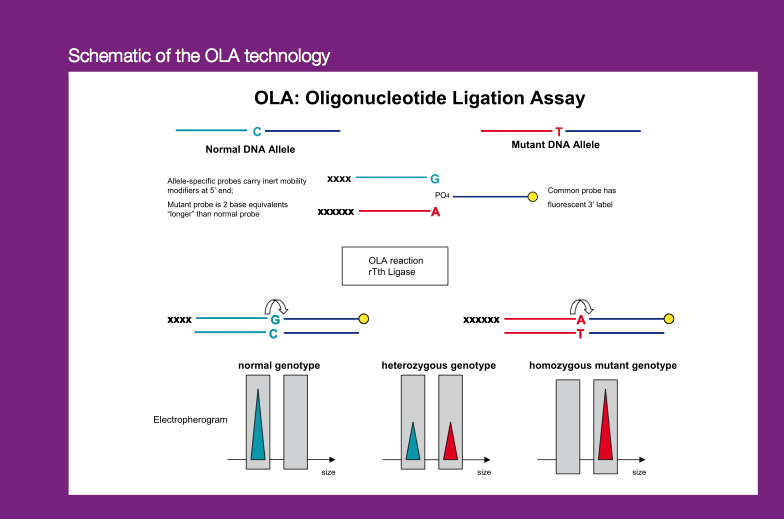 Schematic of the OLA technology
OLA: Oligonucleotide Ligation Assay
C
T
Normal DNA Allele
Mutant DNA Allele
Allele-specific probes carry inert mobility
modifiers at 5' end;
Mutant probe is 2 base equivalents
"longer" than normal probe
xxxx
G
PO4
Common probe has
fluorescent 3' label
xxxxxx
A
OLA reaction
rTth Ligase
xxxx
G
C
xxxxxx
A
T
normal genotype
heterozygous genotype
homozygous mutant genotype
Electropherogram
size
size
size